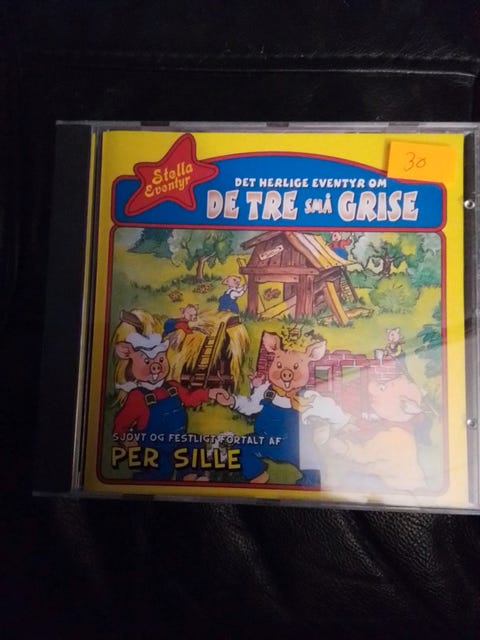 Stella
Eventyr
30
DET HERLIGE EVENTYR OM
DE TRE SMÅ GRISE
SJOVT OG FESTLIGT FORTALT AF
PER SILLE